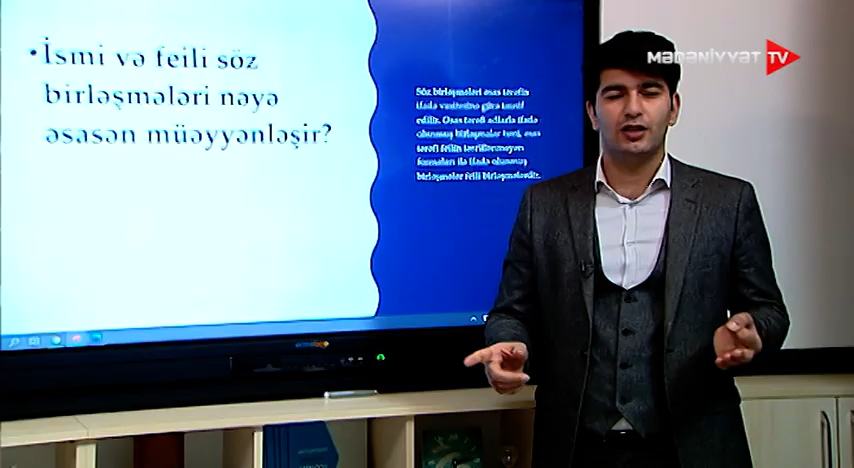 MƏDƏNİYYƏT TV
• İsmi və feili söz
birləşmələri nəyə
əsasən müəyyənləşir?
Söz birləşmələri əsas tərəfin
ifadə vasitəsinə görə təsnif
edilir. Əsas tərəfi adlarla ifadə
olunmuş birləşmələr ismi, əsas
tərəfi feilin təsriflənməyən
formaları ilə ifadə olunmuş
birləşmələr feili birləşmələrdir.